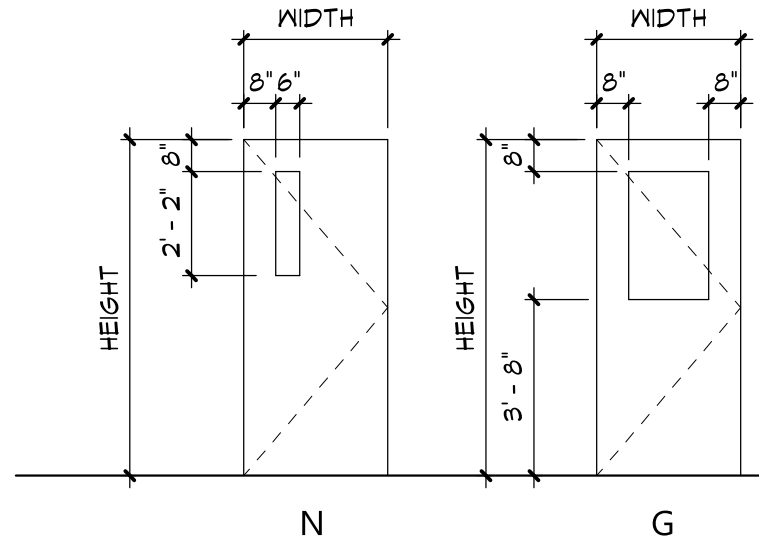 WIDTH WIDTH
8" 6" 8" 8"
8" 8"
2' - 2"
HEIGHT HEIGHT
3' - 8"
N G